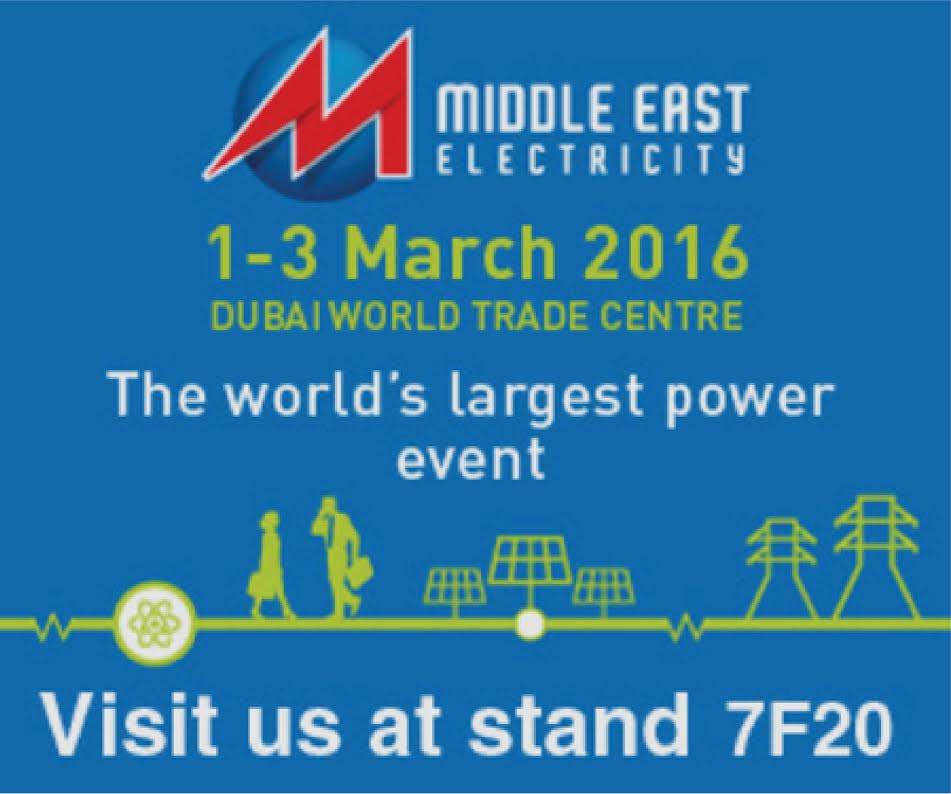 MIDDLE EAST
ELECTRICITY
1-3 March 2016
DUBAI WORLD TRADE CENTRE
The world's largest power
event
Visit us at stand 7F20